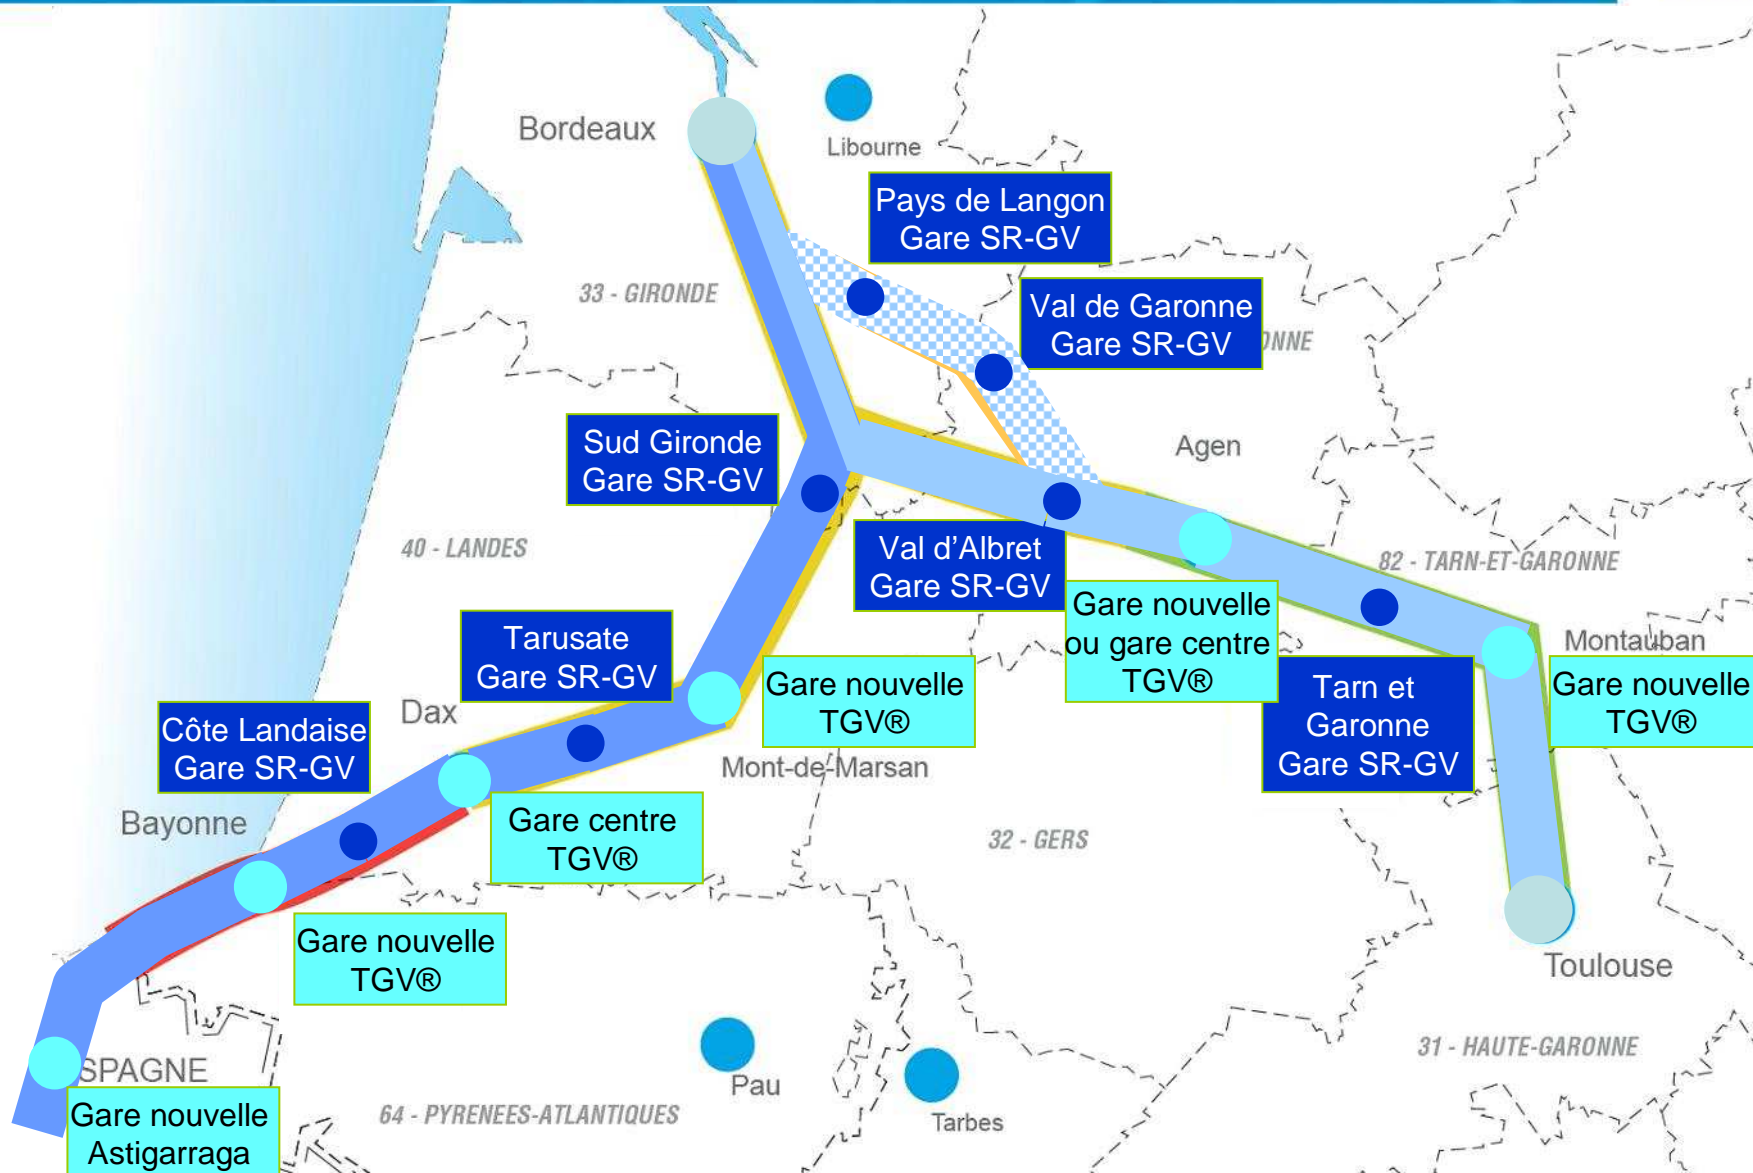 Bordeaux
Libourne
Pays de Langon
Gare SR-GV
33 - GIRONDE
Val de Garonne
Gare SR-GV
ONNE
Sud Gironde
Gare SR-GV
Agen
40 - LANDES
Val d'Albret
Gare SR-GV
82 - TARN-ET-GARONNE
Gare nouvelle
ou gare centre
TGV®
Tarusate
Gare SR-GV
Montauban
Gare nouvelle
TGV®
Tarn et
Garonne
Gare SR-GV
Gare nouvelle
TGV®
Dax
Côte Landaise
Gare SR-GV
Mont-de-Marsan
Bayonne
Gare centre
TGV®
32 - GERS
Gare nouvelle
TGV®
Toulouse
31 - HAUTE-GARONNE
SPAGNE
Pau
Tarbes
64 - PYRENEES-ATLANTIQUES
Gare nouvelle
Astigarraga